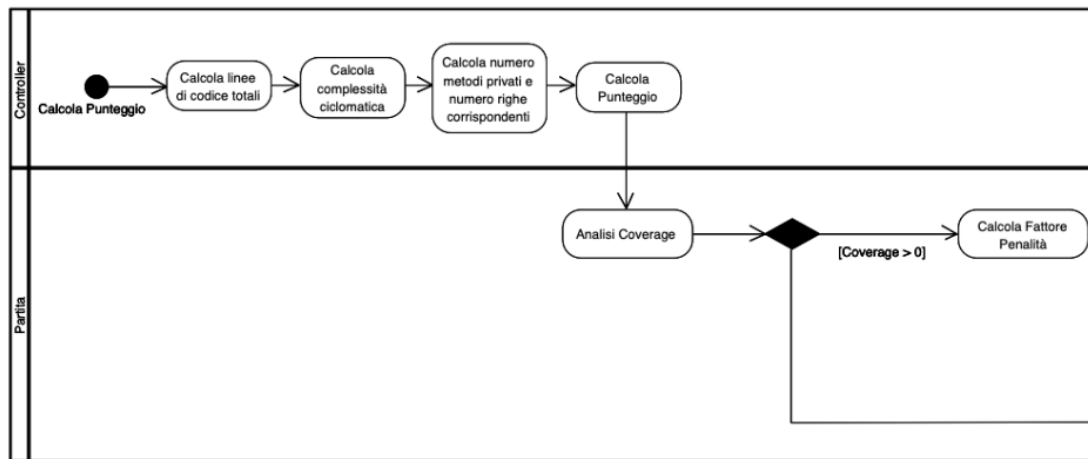 Controller
Calcola Punteggio
Calcola linee
di codice totali
Calcola
complessità
ciclomatica
Calcola numero
metodi privati e
numero righe
corrispondenti
Calcola
Punteggio
Partita
Analisi Coverage
[Coverage > 0]
Calcola Fattore
Penalità